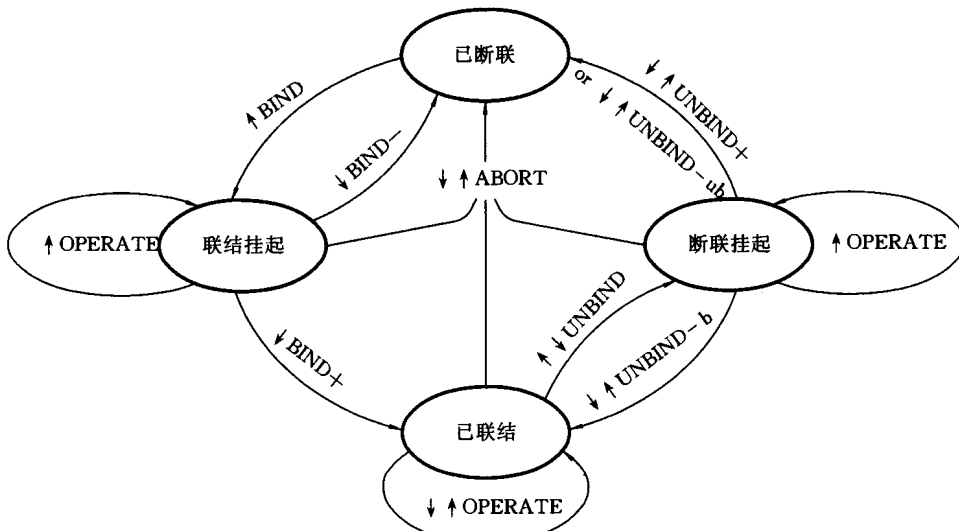 已断联
↑ BIND
↓ BIND−
↓ ↑ UNBIND+
or ↓ ↑ UNBIND−ub
↓ ↑ ABORT
↑ OPERATE
联结挂起
断联挂起
↑ OPERATE
↓ BIND+
↑ ↓ UNBIND
↓ ↑ UNBIND−b
已联结
↓ ↑ OPERATE